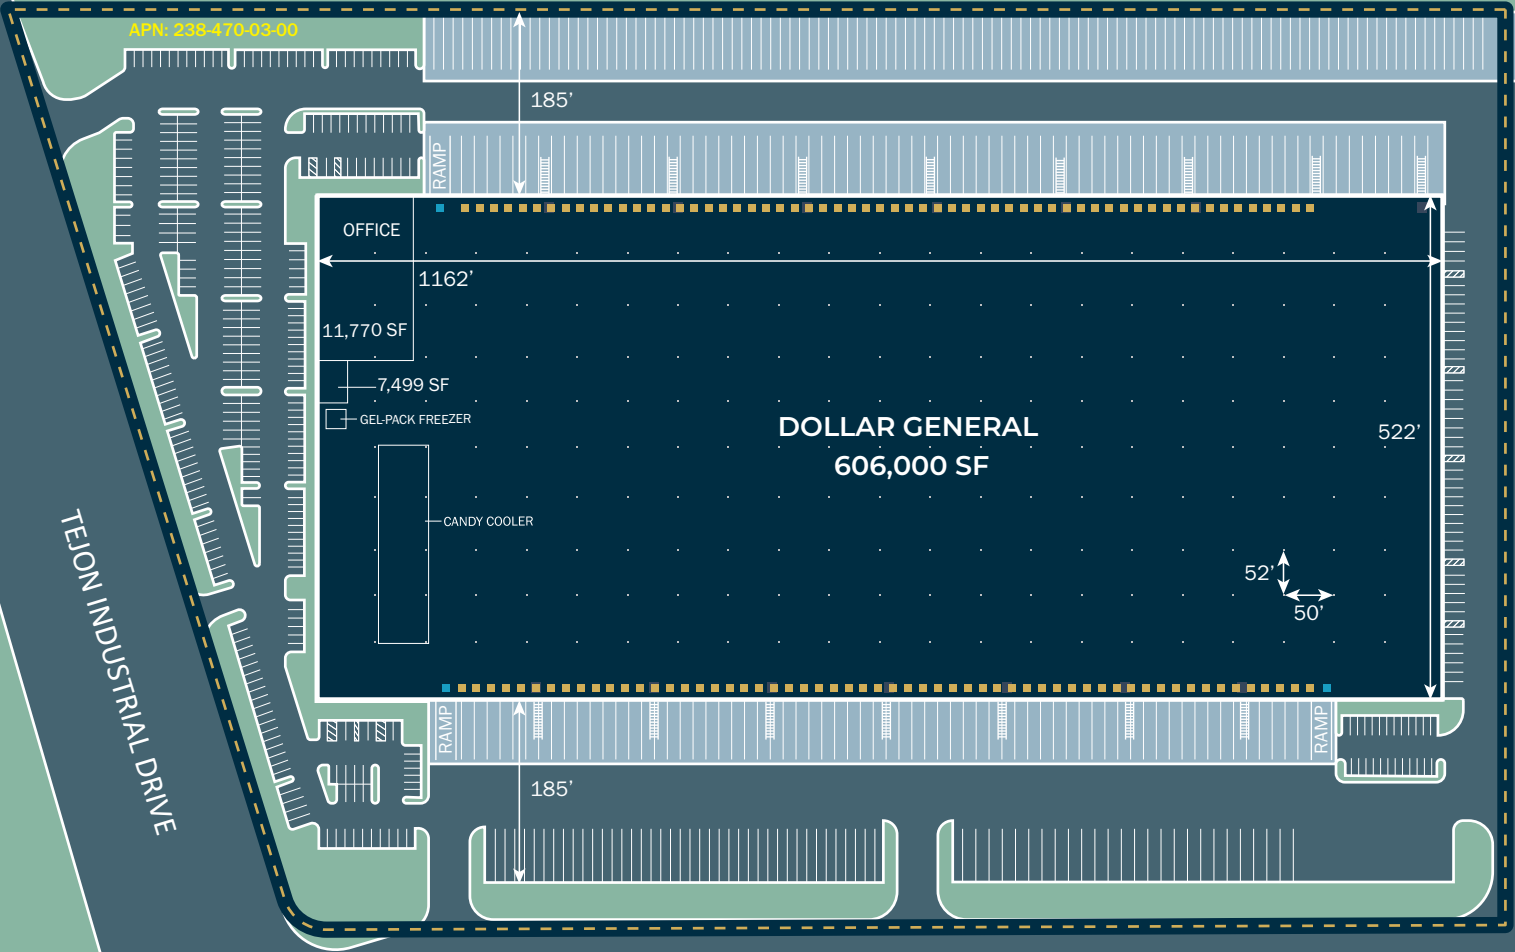 APN: 238-470-03-00
185’
RAMP
OFFICE
1162’
11,770 SF
7,499 SF
GEL-PACK FREEZER
DOLLAR GENERAL
606,000 SF
522’
CANDY COOLER
52’
50’
TEJON INDUSTRIAL DRIVE
RAMP
RAMP
185’